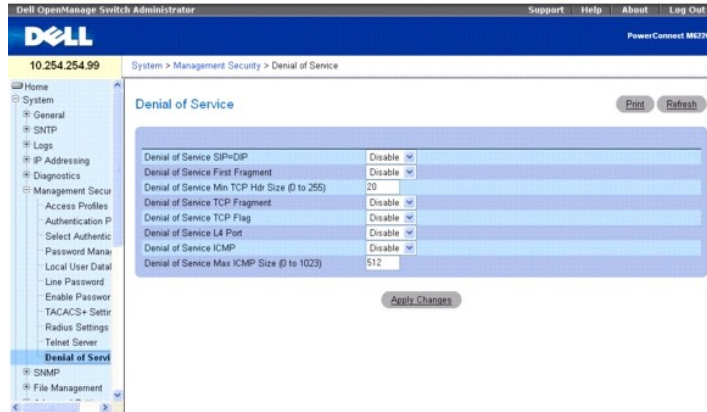 Dell OpenManage Switch Administrator
Support Help About Log Out
DELL
PowerConnect M6220
10.254.254.99
System > Management Security > Denial of Service
Home
System
General
SNTP
Logs
IP Addressing
Diagnostics
Management Secur
Access Profiles
Authentication P
Select Authentic
Password Mana
Local User Datal
Line Password
Enable Passwor
TACACS+ Settir
Radius Settings
Telnet Server
Denial of Servi
SNMP
File Management
Denial of Service
Print Refresh
Denial of Service SIP=DIP Disable
Denial of Service First Fragment Disable
Denial of Service Min TCP Hdr Size (0 to 255) 20
Denial of Service TCP Fragment Disable
Denial of Service TCP Flag Disable
Denial of Service L4 Port Disable
Denial of Service ICMP Disable
Denial of Service Max ICMP Size (0 to 1023) 512
Apply Changes